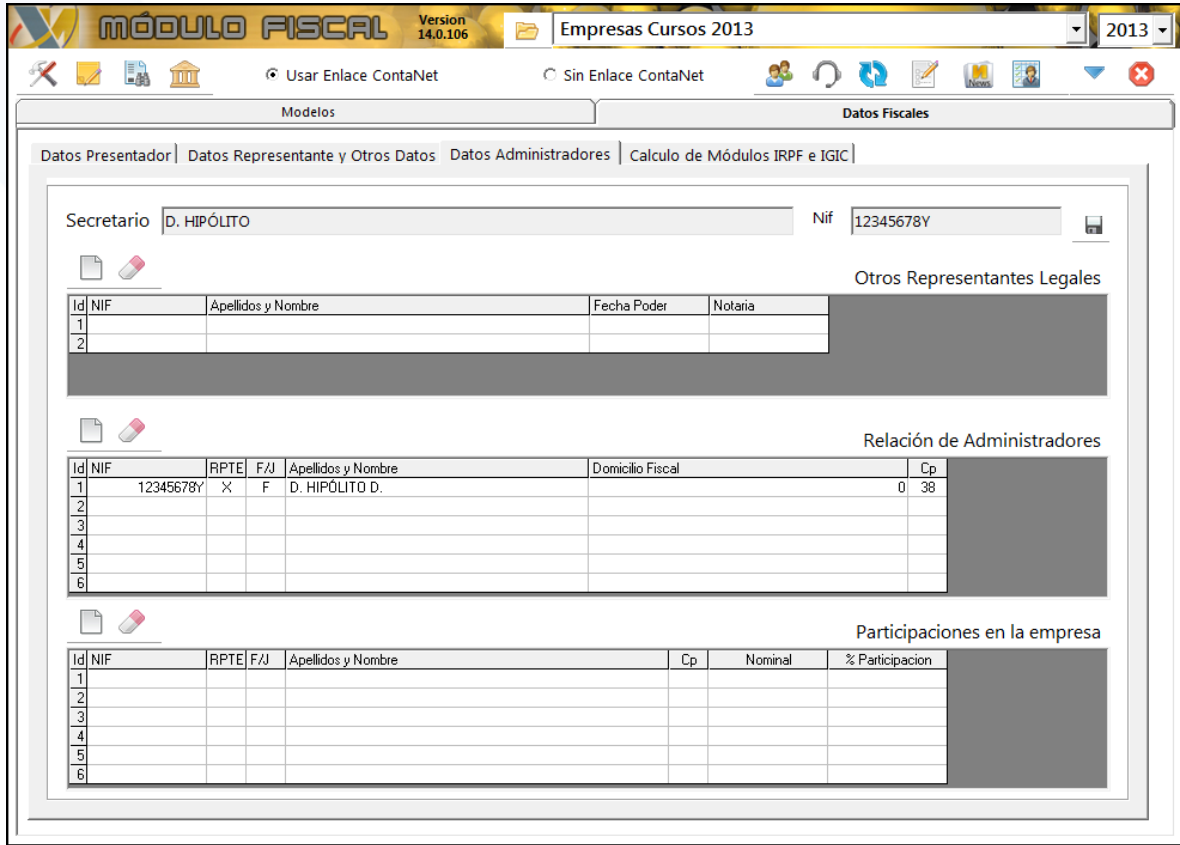 MÓDULO FISCAL Version 14.0.106 Empresas Cursos 2013 2013
Usar Enlace ContaNet Sin Enlace ContaNet News
Modelos Datos Fiscales
Datos Presentador Datos Representante y Otros Datos Datos Administradores Calculo de Módulos IRPF e IGIC
Secretario D. HIPÓLITO Nif 12345678Y
Otros Representantes Legales
Id NIF Apellidos y Nombre Fecha Poder Notaria
1
2
Relación de Administradores
Id NIF RPTE F/J Apellidos y Nombre Domicilio Fiscal Cp
1 12345678Y X F D. HIPÓLITO D. 0 38
2
3
4
5
6
Participaciones en la empresa
Id NIF RPTE F/J Apellidos y Nombre Cp Nominal % Participacion
1
2
3
4
5
6